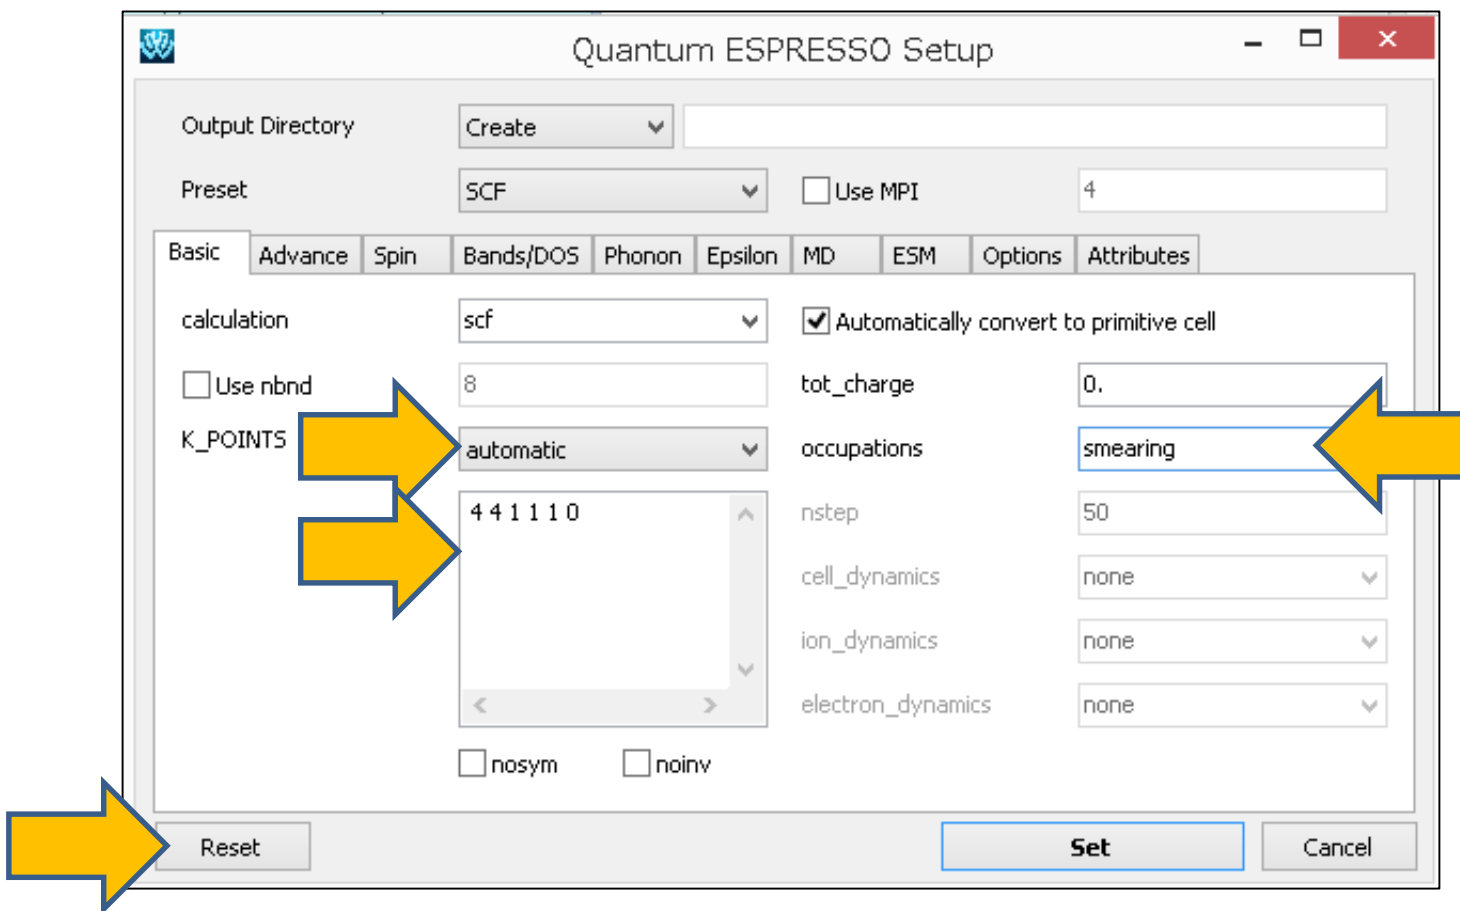 Quantum ESPRESSO Setup
Output Directory Create
Preset SCF Use MPI 4
Basic Advance Spin Bands/DOS Phonon Epsilon MD ESM Options Attributes
calculation scf Automatically convert to primitive cell
Use nbnd 8 tot_charge 0.
K_POINTS automatic occupations smearing
4 4 1 1 1 0 nstep 50
cell_dynamics none
ion_dynamics none
electron_dynamics none
nosym noinv
Reset Set Cancel